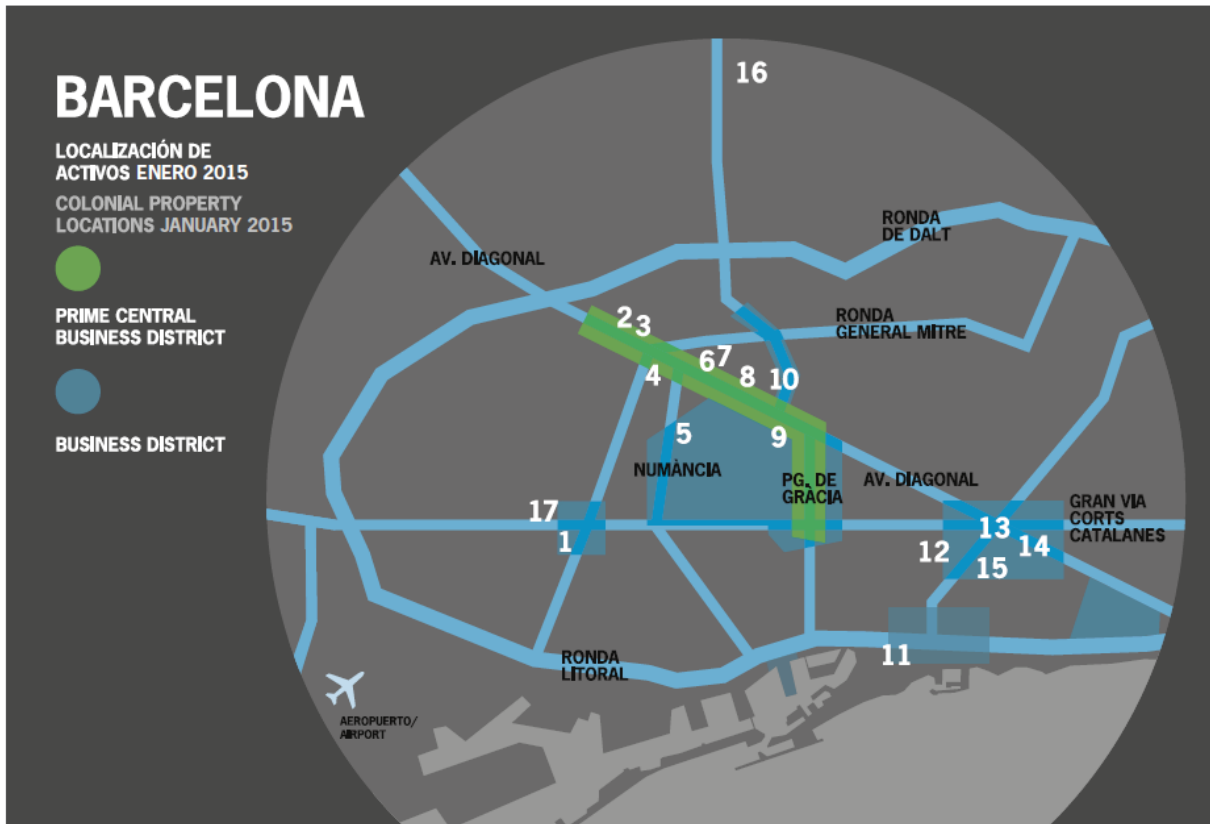 BARCELONA
LOCALIZACIÓN DE
ACTIVOS ENERO 2015
COLONIAL PROPERTY
LOCATIONS JANUARY 2015
PRIME CENTRAL
BUSINESS DISTRICT
BUSINESS DISTRICT
16
RONDA
DE DALT
AV. DIAGONAL
RONDA
GENERAL MITRE
2
3
4
6
7
8
10
5
9
NUMÀNCIA
PG. DE
GRÀCIA
AV. DIAGONAL
GRAN VIA
CORTS
CATALANES
17
1
13
12
14
15
11
RONDA
LITORAL
AEROPUERTO/
AIRPORT